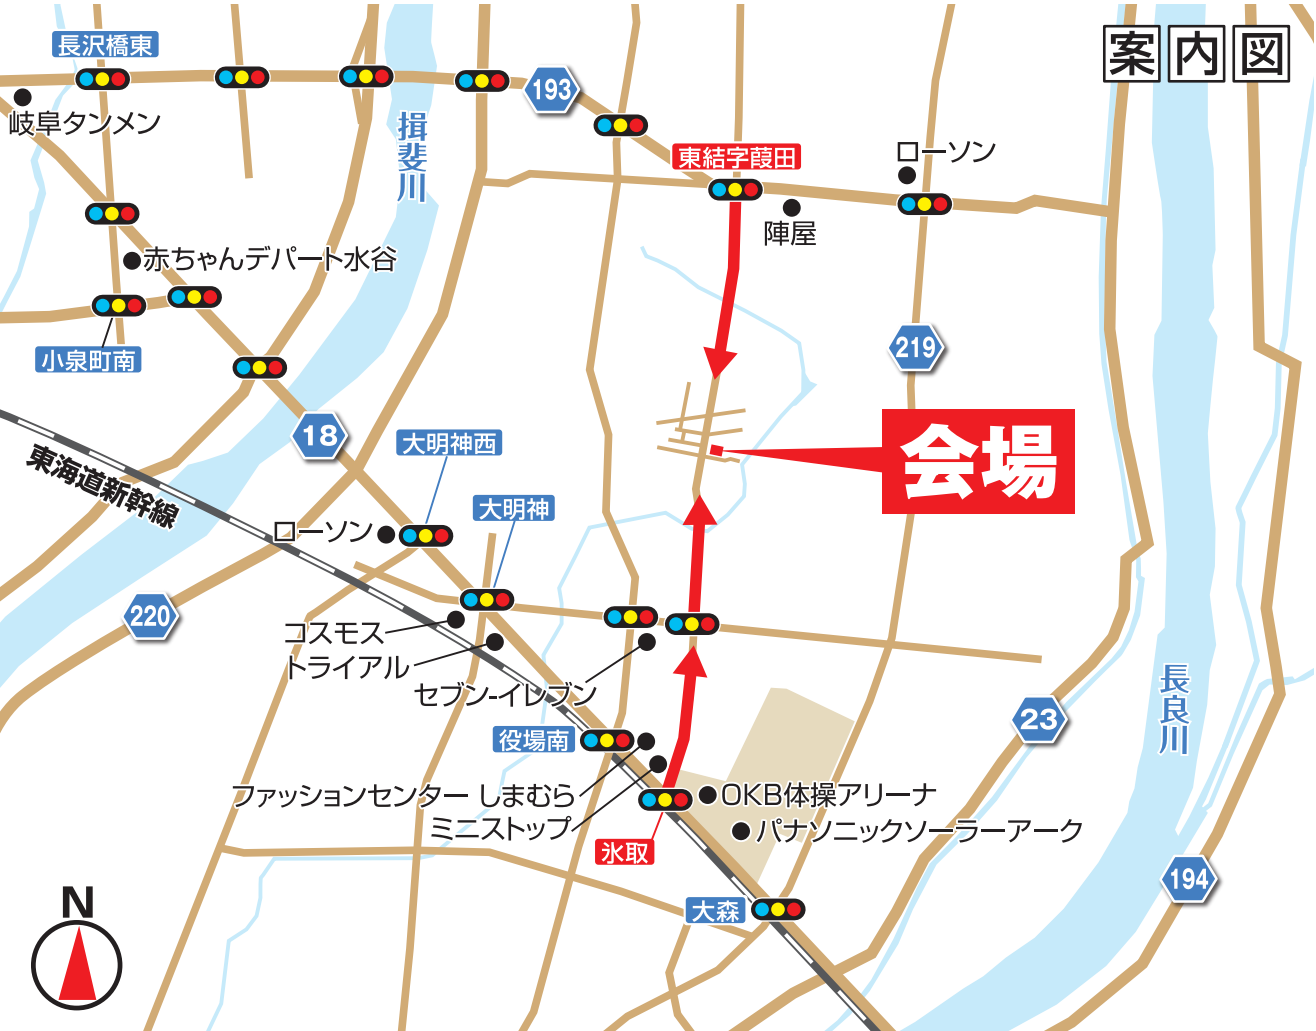 案内図
長沢橋東
岐阜タンメン
193
揖斐川
東結字葭田
ローソン
陣屋
赤ちゃんデパート水谷
小泉町南
219
18
大明神西
会場
東海道新幹線
大明神
ローソン
220
コスモス
トライアル
セブン-イレブン
長良川
23
役場南
ファッションセンター しまむら
OKB体操アリーナ
ミニストップ
パナソニックソーラーアーク
氷取
194
大森
N